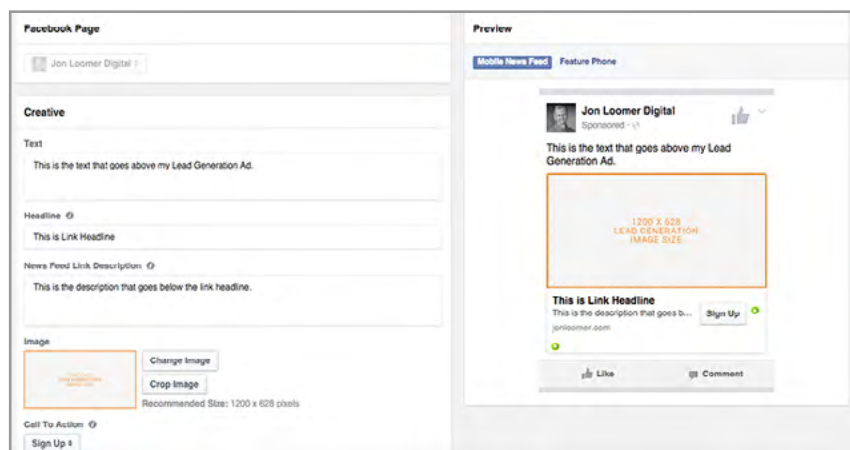 Facebook Page
Jon Loomer Digital
Creative
Text
This is the text that goes above my Lead Generation Ad.
Headline
This is Link Headline
News Feed Link Description
This is the description that goes below the link headline.
Image
Change Image
Crop Image
Recommended Size: 1200 x 628 pixels
Call To Action
Sign Up
Preview
Mobile News Feed Feature Phone
Jon Loomer Digital
Sponsored
This is the text that goes above my Lead
Generation Ad.
1200 X 628
LEAD GENERATION
IMAGE SIZE
This is Link Headline
This is the description that goes b...
Sign Up
jonloomer.com
Like Comment